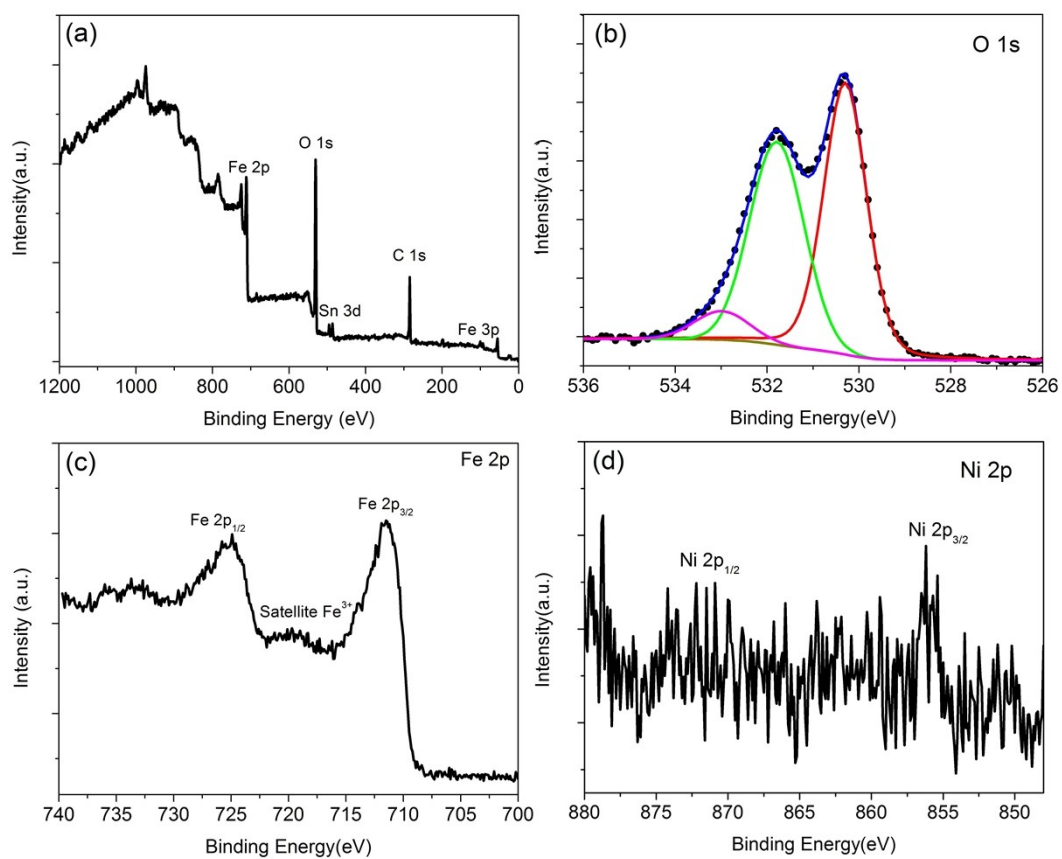 (a)
Fe 2p
O 1s
Sn 3d
C 1s
Fe 3p
Intensity(a.u.)
1200 1000 800 600 400 200 0
Binding Energy (eV)
(b)
O 1s
Intensity(a.u.)
536 534 532 530 528 526
Binding Energy(eV)
(c)
Fe 2p
Fe 2p1/2
Fe 2p3/2
Satellite Fe3+
Intensity (a.u.)
740 735 730 725 720 715 710 705 700
Binding Energy(eV)
(d)
Ni 2p
Ni 2p1/2
Ni 2p3/2
Intensity(a.u.)
880 875 870 865 860 855 850
Binding Energy(eV)